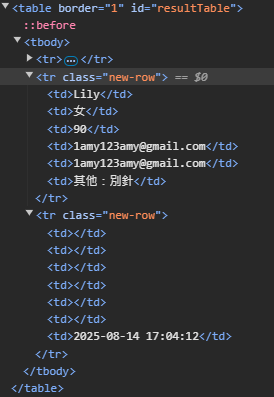 <table border="1" id="resultTable">
::before
<tbody>
<tr>…</tr>
<tr class="new-row"> == $0
<td>Lily</td>
<td>女</td>
<td>90</td>
<td>1amy123amy@gmail.com</td>
<td>1amy123amy@gmail.com</td>
<td>其他：別針</td>
</tr>
<tr class="new-row">
<td></td>
<td></td>
<td></td>
<td></td>
<td></td>
<td></td>
<td>2025-08-14 17:04:12</td>
</tr>
</tbody>
</table>